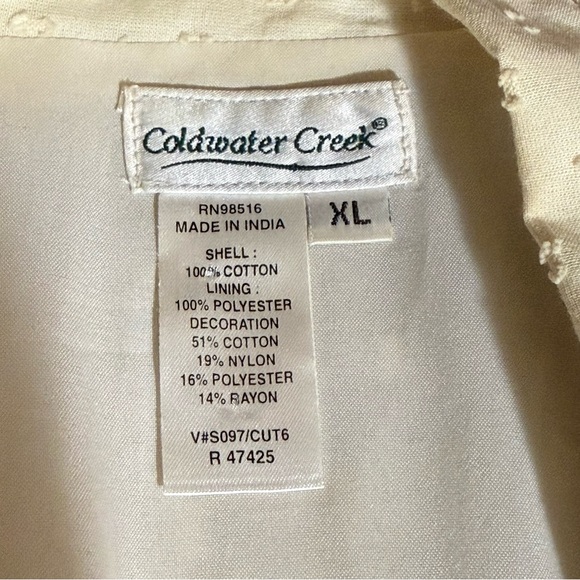 Coldwater Creek®
XL
RN98516
MADE IN INDIA
SHELL :
100% COTTON
LINING :
100% POLYESTER
DECORATION
51% COTTON
19% NYLON
16% POLYESTER
14% RAYON
V#S097/CUT6
R 47425